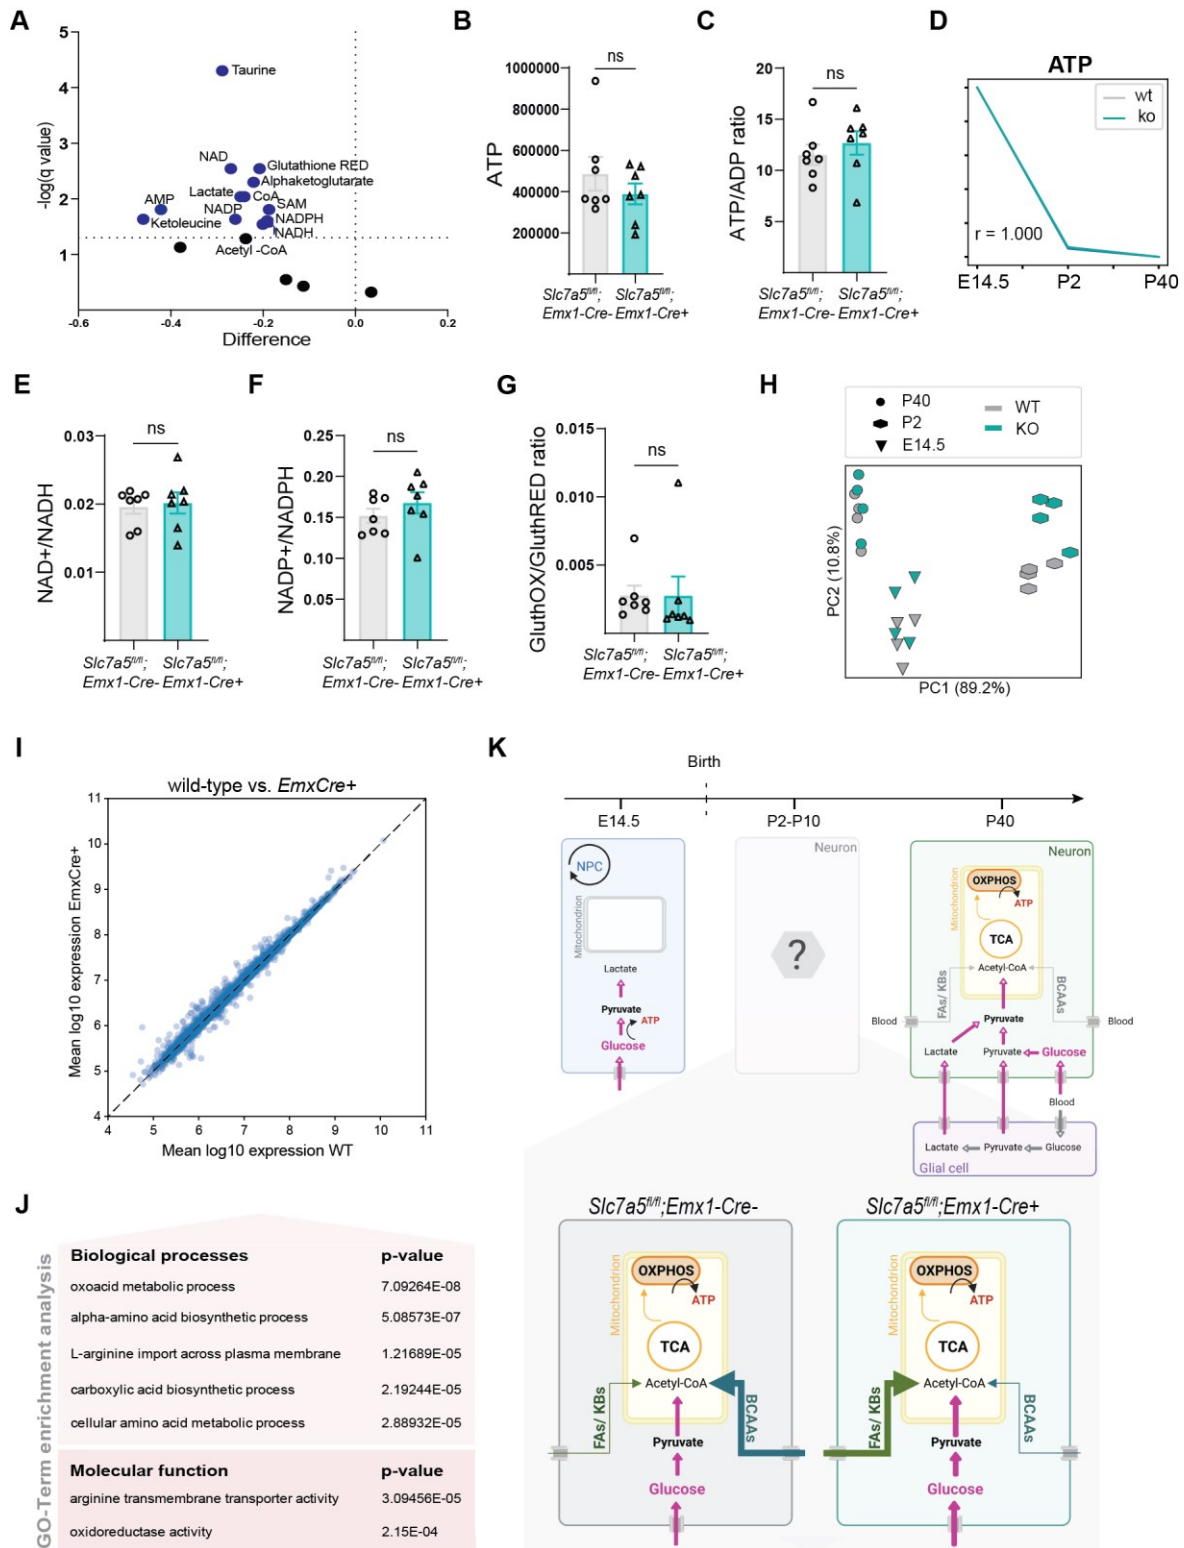 A
5
4
3
2
1
-log(q value)
Taurine
NAD
Glutathione RED
Alphaketoglutarate
Lactate
CoA
AMP
SAM
NADP
NADPH
Ketoleucine
NADH
Acetyl -CoA
-0.6
-0.4
-0.2
0.0
0.2
Difference
B
ns
1000000
800000
600000
400000
200000
ATP
Slc7a5fl/fl; Slc7a5fl/fl;
Emx1-Cre- Emx1-Cre+
C
ns
20
15
10
5
ATP/ADP ratio
Slc7a5fl/fl; Slc7a5fl/fl;
Emx1-Cre- Emx1-Cre+
D
ATP
wt
ko
r = 1.000
E14.5 P2 P40
E
ns
0.03
0.02
0.01
NAD+/NADH
Slc7a5fl/fl; Slc7a5fl/fl;
Emx1-Cre- Emx1-Cre+
F
ns
0.25
0.20
0.15
0.10
0.05
NADP+/NADPH
Slc7a5fl/fl; Slc7a5fl/fl;
Emx1-Cre- Emx1-Cre+
G
ns
0.015
0.010
0.005
GluthOX/GluthRED ratio
Slc7a5fl/fl; Slc7a5fl/fl;
Emx1-Cre- Emx1-Cre+
H
P40
P2
E14.5
WT
KO
PC2 (10.8%)
PC1 (89.2%)
I
wild-type vs. EmxCre+
11
10
9
8
7
6
5
4
Mean log10 expression EmxCre+
4 5 6 7 8 9 10 11
Mean log10 expression WT
J
GO-Term enrichment analysis
Biological processes p-value
oxoacid metabolic process 7.09264E-08
alpha-amino acid biosynthetic process 5.08573E-07
L-arginine import across plasma membrane 1.21689E-05
carboxylic acid biosynthetic process 2.19244E-05
cellular amino acid metabolic process 2.88932E-05
Molecular function p-value
arginine transmembrane transporter activity 3.09456E-05
oxidoreductase activity 2.15E-04
K
Birth
E14.5 P2-P10 P40
NPC
Mitochondrion
Lactate
Pyruvate
ATP
Glucose
Neuron
?
Neuron
Mitochondrion
OXPHOS
ATP
TCA
Acetyl-CoA
FAs/ KBs
BCAAs
Blood
Blood
Pyruvate
Lactate Pyruvate Glucose
Blood
Lactate Pyruvate Glucose
Glial cell
Slc7a5fl/fl;Emx1-Cre-
Mitochondrion
OXPHOS
ATP
TCA
Acetyl-CoA
FAs/ KBs
BCAAs
Pyruvate
Glucose
Slc7a5fl/fl;Emx1-Cre+
Mitochondrion
OXPHOS
ATP
TCA
Acetyl-CoA
FAs/ KBs
BCAAs
Pyruvate
Glucose